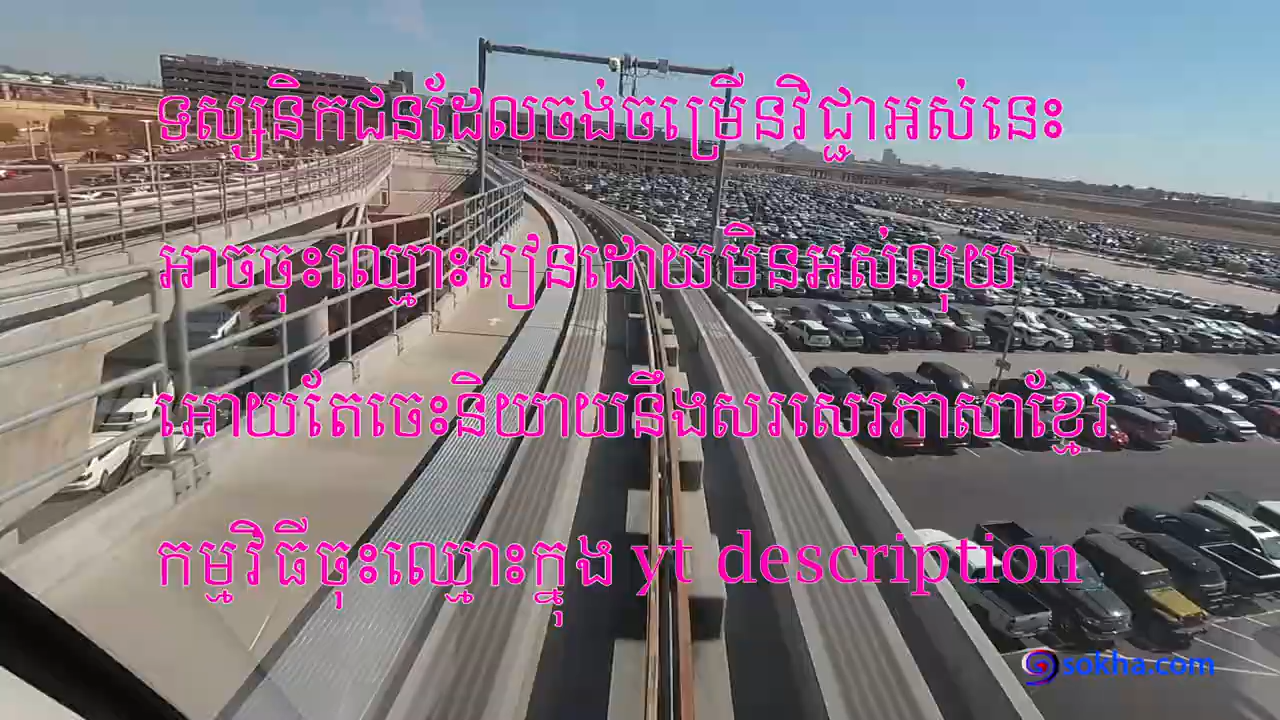 ទស្សនិកជនដែលចង់ចម្រើនវិជ្ជាអស់នេះ
អាចចុះឈ្មោះរៀនដោយមិនអស់លុយ
អោយតែចេះនិយាយនឹងសរសេរភាសាខ្មែរ
កម្មវិធីចុះឈ្មោះក្នុង yt description
sokha.com